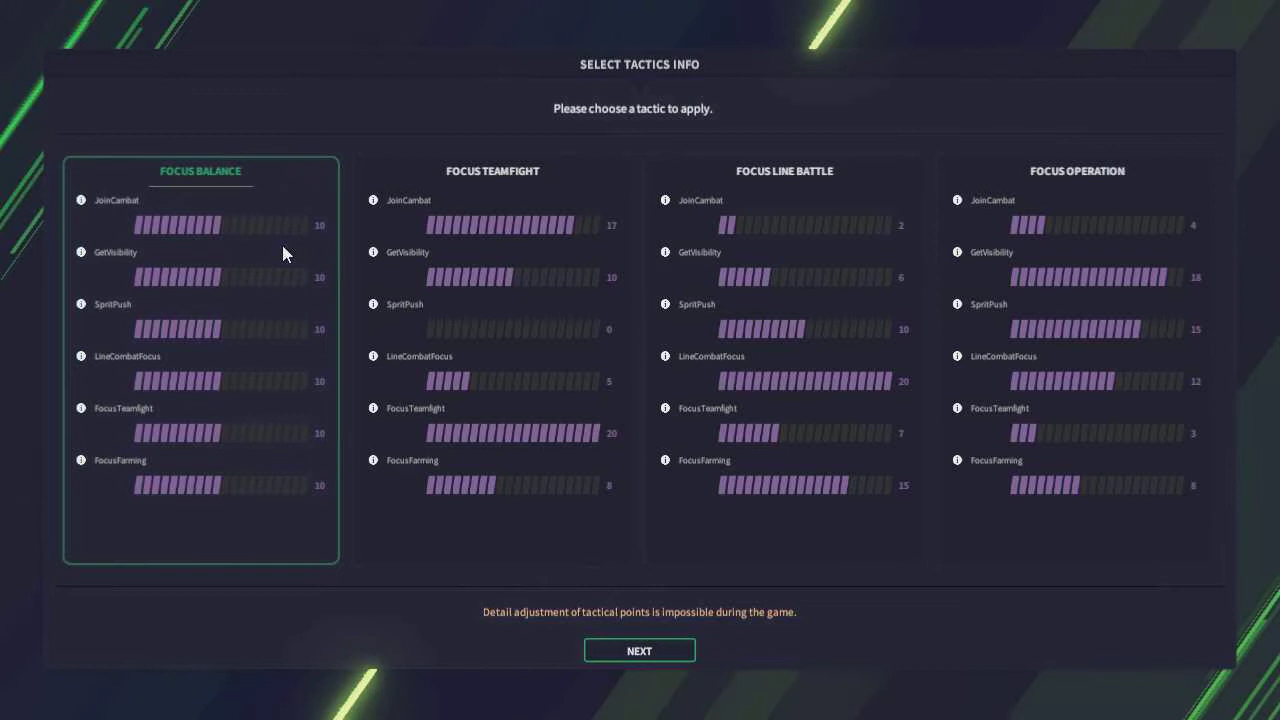 SELECT TACTICS INFO
Please choose a tactic to apply.
FOCUS BALANCE
JoinCambat
10
GetVisibility
10
SpritPush
10
LineCombatFocus
10
FocusTeamfight
10
FocusFarming
10
FOCUS TEAMFIGHT
JoinCambat
17
GetVisibility
10
SpritPush
0
LineCombatFocus
5
FocusTeamfight
20
FocusFarming
8
FOCUS LINE BATTLE
JoinCambat
2
GetVisibility
6
SpritPush
10
LineCombatFocus
20
FocusTeamfight
7
FocusFarming
15
FOCUS OPERATION
JoinCambat
4
GetVisibility
18
SpritPush
15
LineCombatFocus
12
FocusTeamfight
3
FocusFarming
8
Detail adjustment of tactical points is impossible during the game.
NEXT